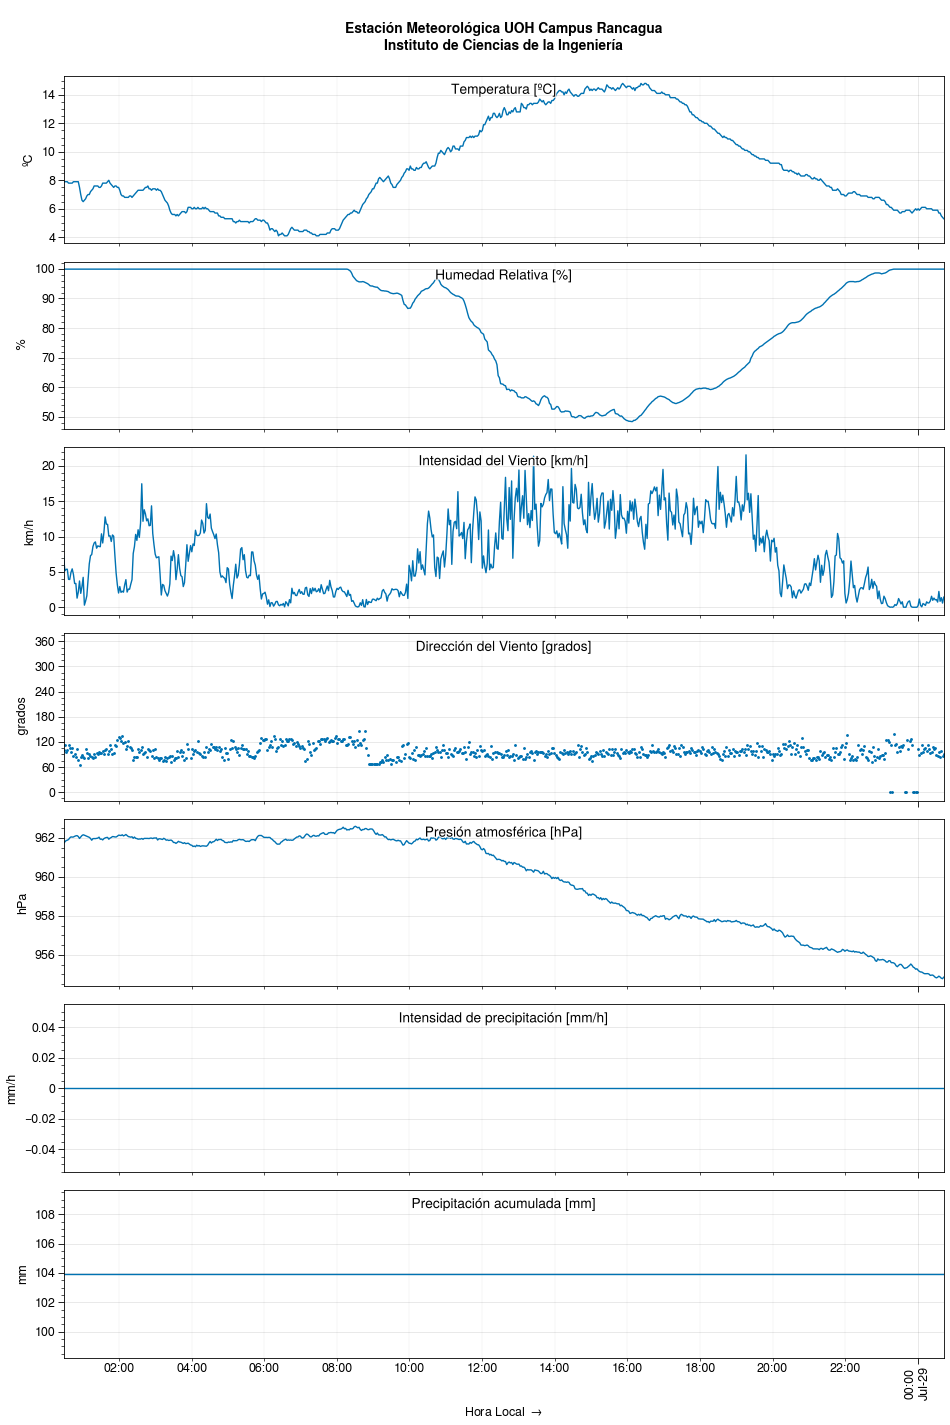 Estación Meteorológica UOH Campus Rancagua
Instituto de Ciencias de la Ingeniería
Temperatura [ºC]
ºC
14
12
10
8
6
4
Humedad Relativa [%]
%
100
90
80
70
60
50
Intensidad del Viento [km/h]
km/h
20
15
10
5
0
Dirección del Viento [grados]
grados
360
300
240
180
120
60
0
Presión atmosférica [hPa]
hPa
962
960
958
956
Intensidad de precipitación [mm/h]
mm/h
0.04
0.02
0
−0.02
−0.04
Precipitación acumulada [mm]
mm
108
106
104
102
100
02:00 04:00 06:00 08:00 10:00 12:00 14:00 16:00 18:00 20:00 22:00 00:00
Jul-29
Hora Local →